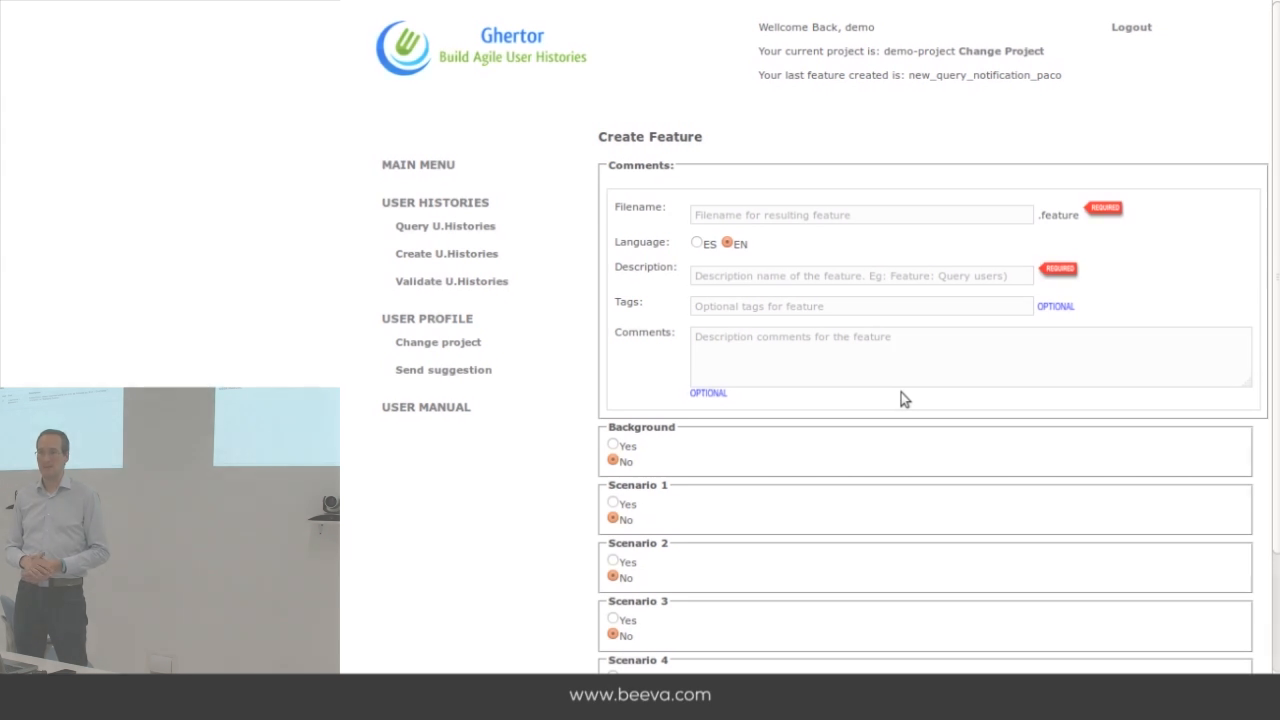 Ghertor
Build Agile User Histories
Wellcome Back, demo
Logout
Your current project is: demo-project Change Project
Your last feature created is: new_query_notification_paco
MAIN MENU
USER HISTORIES
Query U.Histories
Create U.Histories
Validate U.Histories
USER PROFILE
Change project
Send suggestion
USER MANUAL
Create Feature
Comments:
Filename:
Filename for resulting feature
.feature
REQUIRED
Language:
ES
EN
Description:
Description name of the feature. Eg: Feature: Query users)
REQUIRED
Tags:
Optional tags for feature
OPTIONAL
Comments:
Description comments for the feature
OPTIONAL
Background
Yes
No
Scenario 1
Yes
No
Scenario 2
Yes
No
Scenario 3
Yes
No
Scenario 4
www.beeva.com